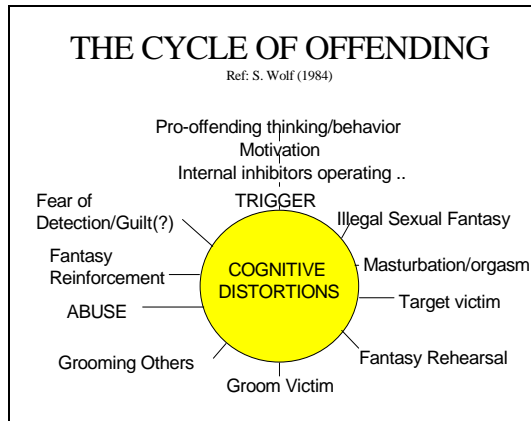 THE CYCLE OF OFFENDING
Ref: S. Wolf (1984)
Pro-offending thinking/behavior
Motivation
Internal inhibitors operating ..
TRIGGER
Illegal Sexual Fantasy
Masturbation/orgasm
Target victim
Fantasy Rehearsal
Groom Victim
Grooming Others
ABUSE
Fantasy
Reinforcement
Fear of
Detection/Guilt(?)
COGNITIVE
DISTORTIONS